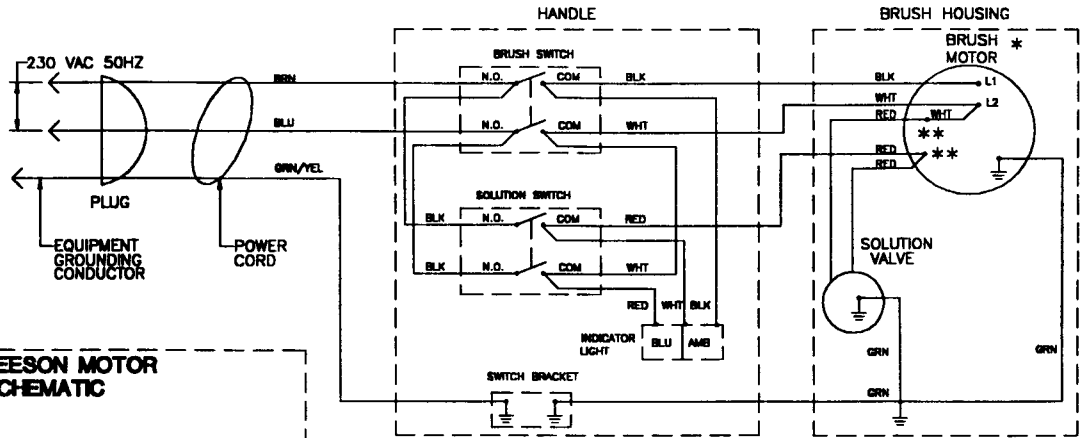 HANDLE
BRUSH HOUSING
230 VAC 50HZ
BRUSH SWITCH
BRUSH *
MOTOR
BRN
N.O.
COM
BLK
BLK
L1
WHT
L2
RED
WHT
**
BLU
N.O.
COM
WHT
RED
**
RED
GRN/YEL
PLUG
SOLUTION SWITCH
BLK
N.O.
COM
RED
EQUIPMENT
GROUNDING
CONDUCTOR
POWER
CORD
SOLUTION
VALVE
BLK
N.O.
COM
WHT
RED
WHT
BLK
INDICATOR
LIGHT
BLU
AMB
GRN
GRN
EESON MOTOR
CHEMATIC
SWITCH BRACKET
GRN